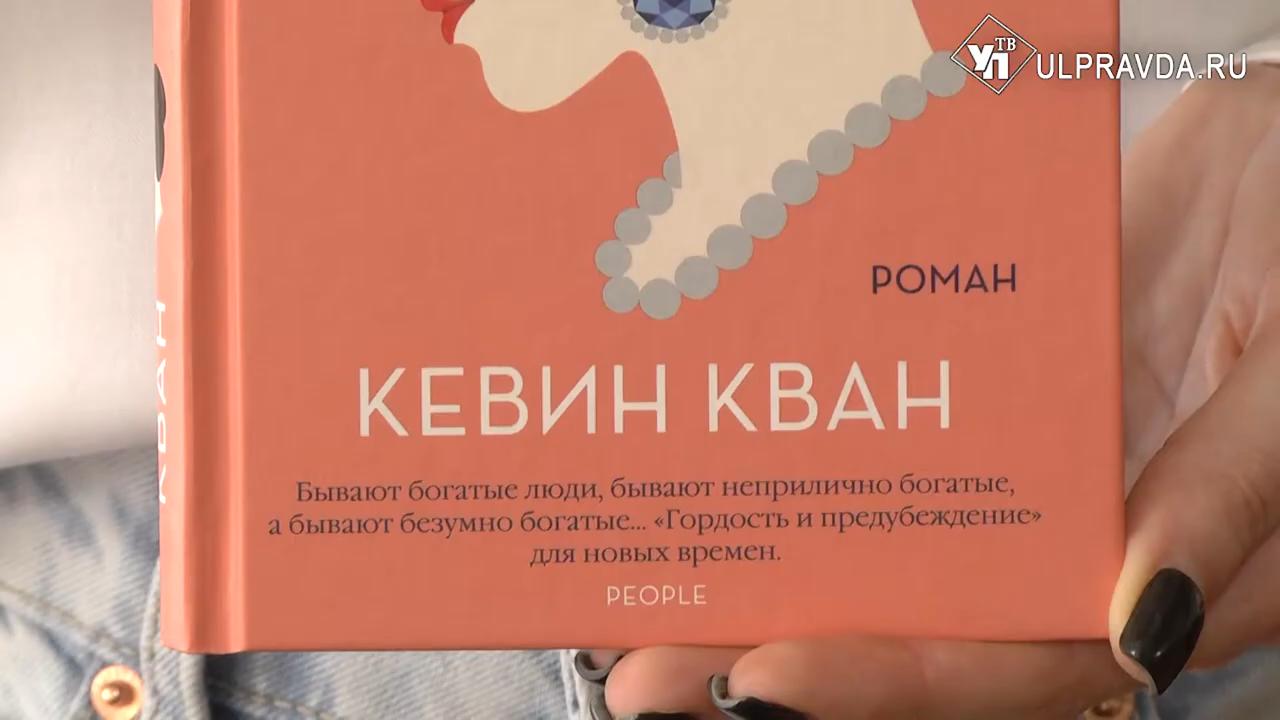 УП ТВ
ULPRAVDA.RU
КВАН
РОМАН
КЕВИН КВАН
Бывают богатые люди, бывают неприлично богатые,
а бывают безумно богатые... «Гордость и предубеждение»
для новых времен.
PEOPLE